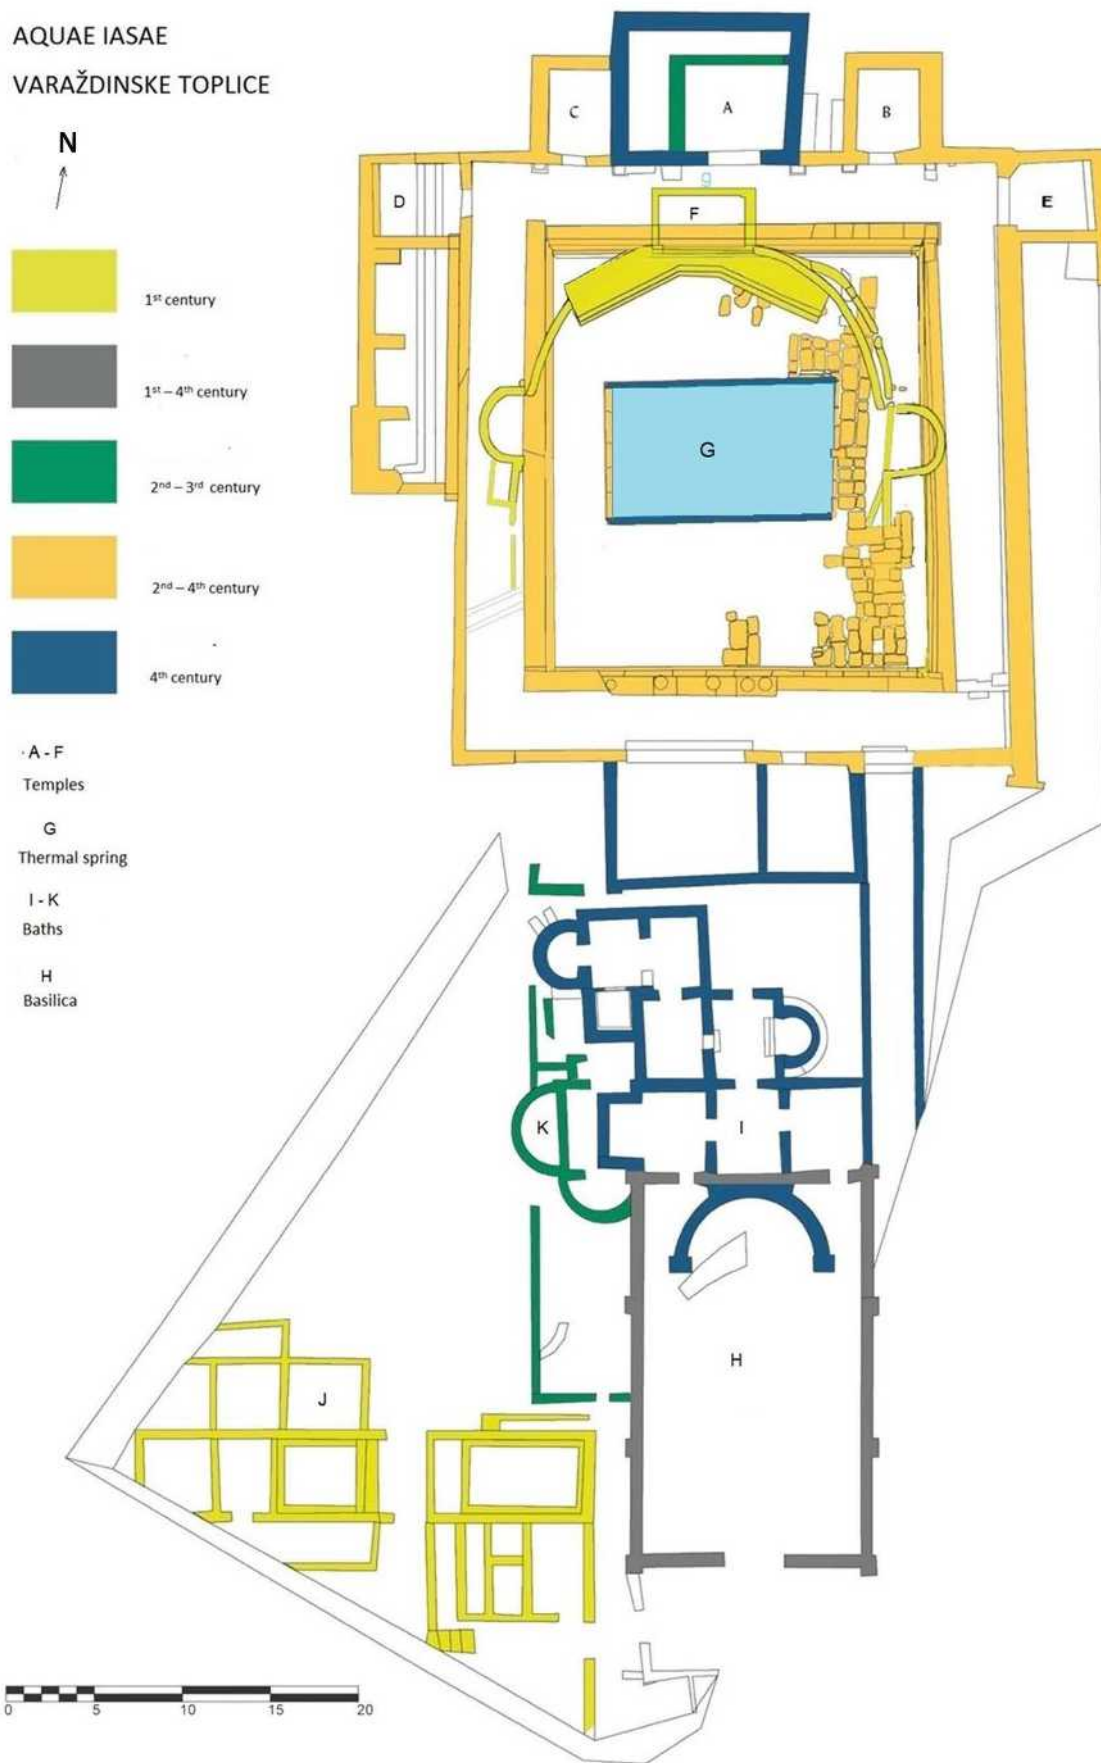 AQUAE IASAE
VARAŽDINSKE TOPLICE
N
1st century
1st – 4th century
2nd – 3rd century
2nd – 4th century
4th century
A - F
Temples
G
Thermal spring
I - K
Baths
H
Basilica
C
A
B
g
D
F
E
G
K
I
H
J
0 5 10 15 20